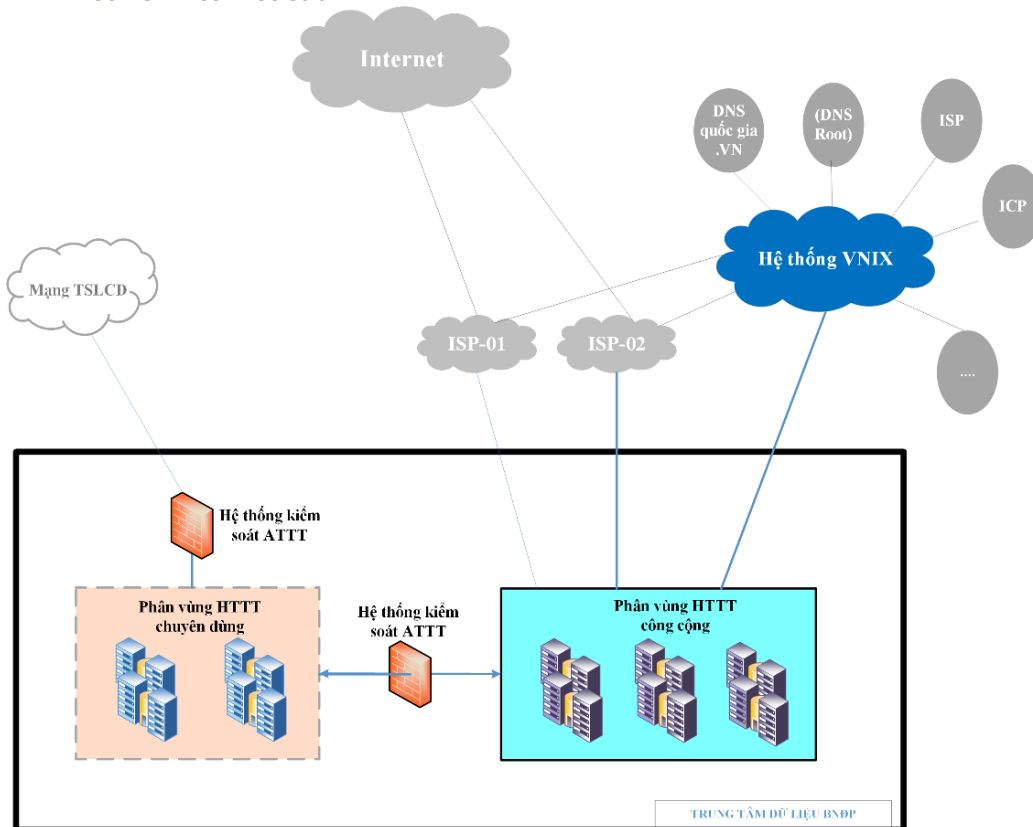 Internet
DNS
quốc gia
.VN
(DNS
Root)
ISP
ICP
Hệ thống VNIX
Mạng TSLCD
ISP-01
ISP-02
....
Hệ thống kiểm
soát ATTT
Phân vùng HTTT
chuyên dùng
Hệ thống kiểm
soát ATTT
Phân vùng HTTT
công cộng
TRUNG TÂM DỮ LIỆU BNĐP